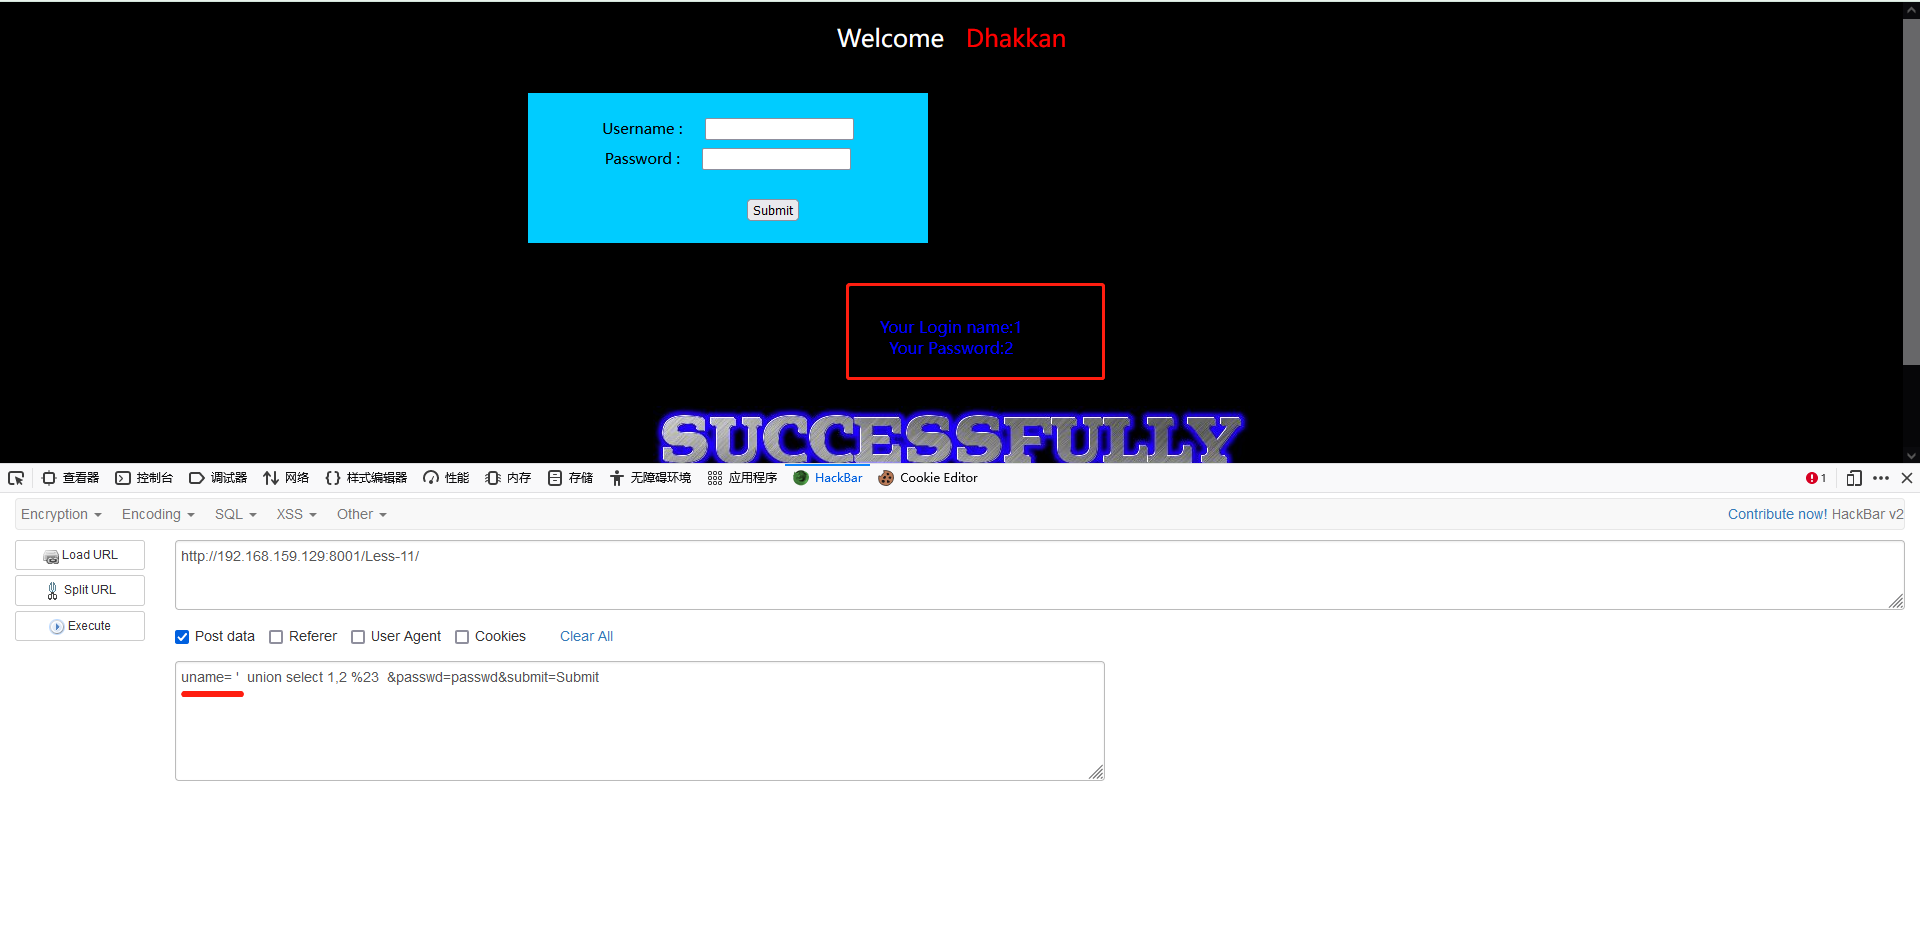 Welcome Dhakkan
Username :
Password :
Submit
Your Login name:1
Your Password:2
SUCCESSFULLY
查看器 控制台 调试器 网络 样式编辑器 性能 内存 存储 无障碍环境 应用程序 HackBar Cookie Editor 1
Encryption Encoding SQL XSS Other Contribute now! HackBar v2
Load URL
http://192.168.159.129:8001/Less-11/
Split URL
Execute
Post data Referer User Agent Cookies Clear All
uname= '  union select 1,2 %23  &passwd=passwd&submit=Submit